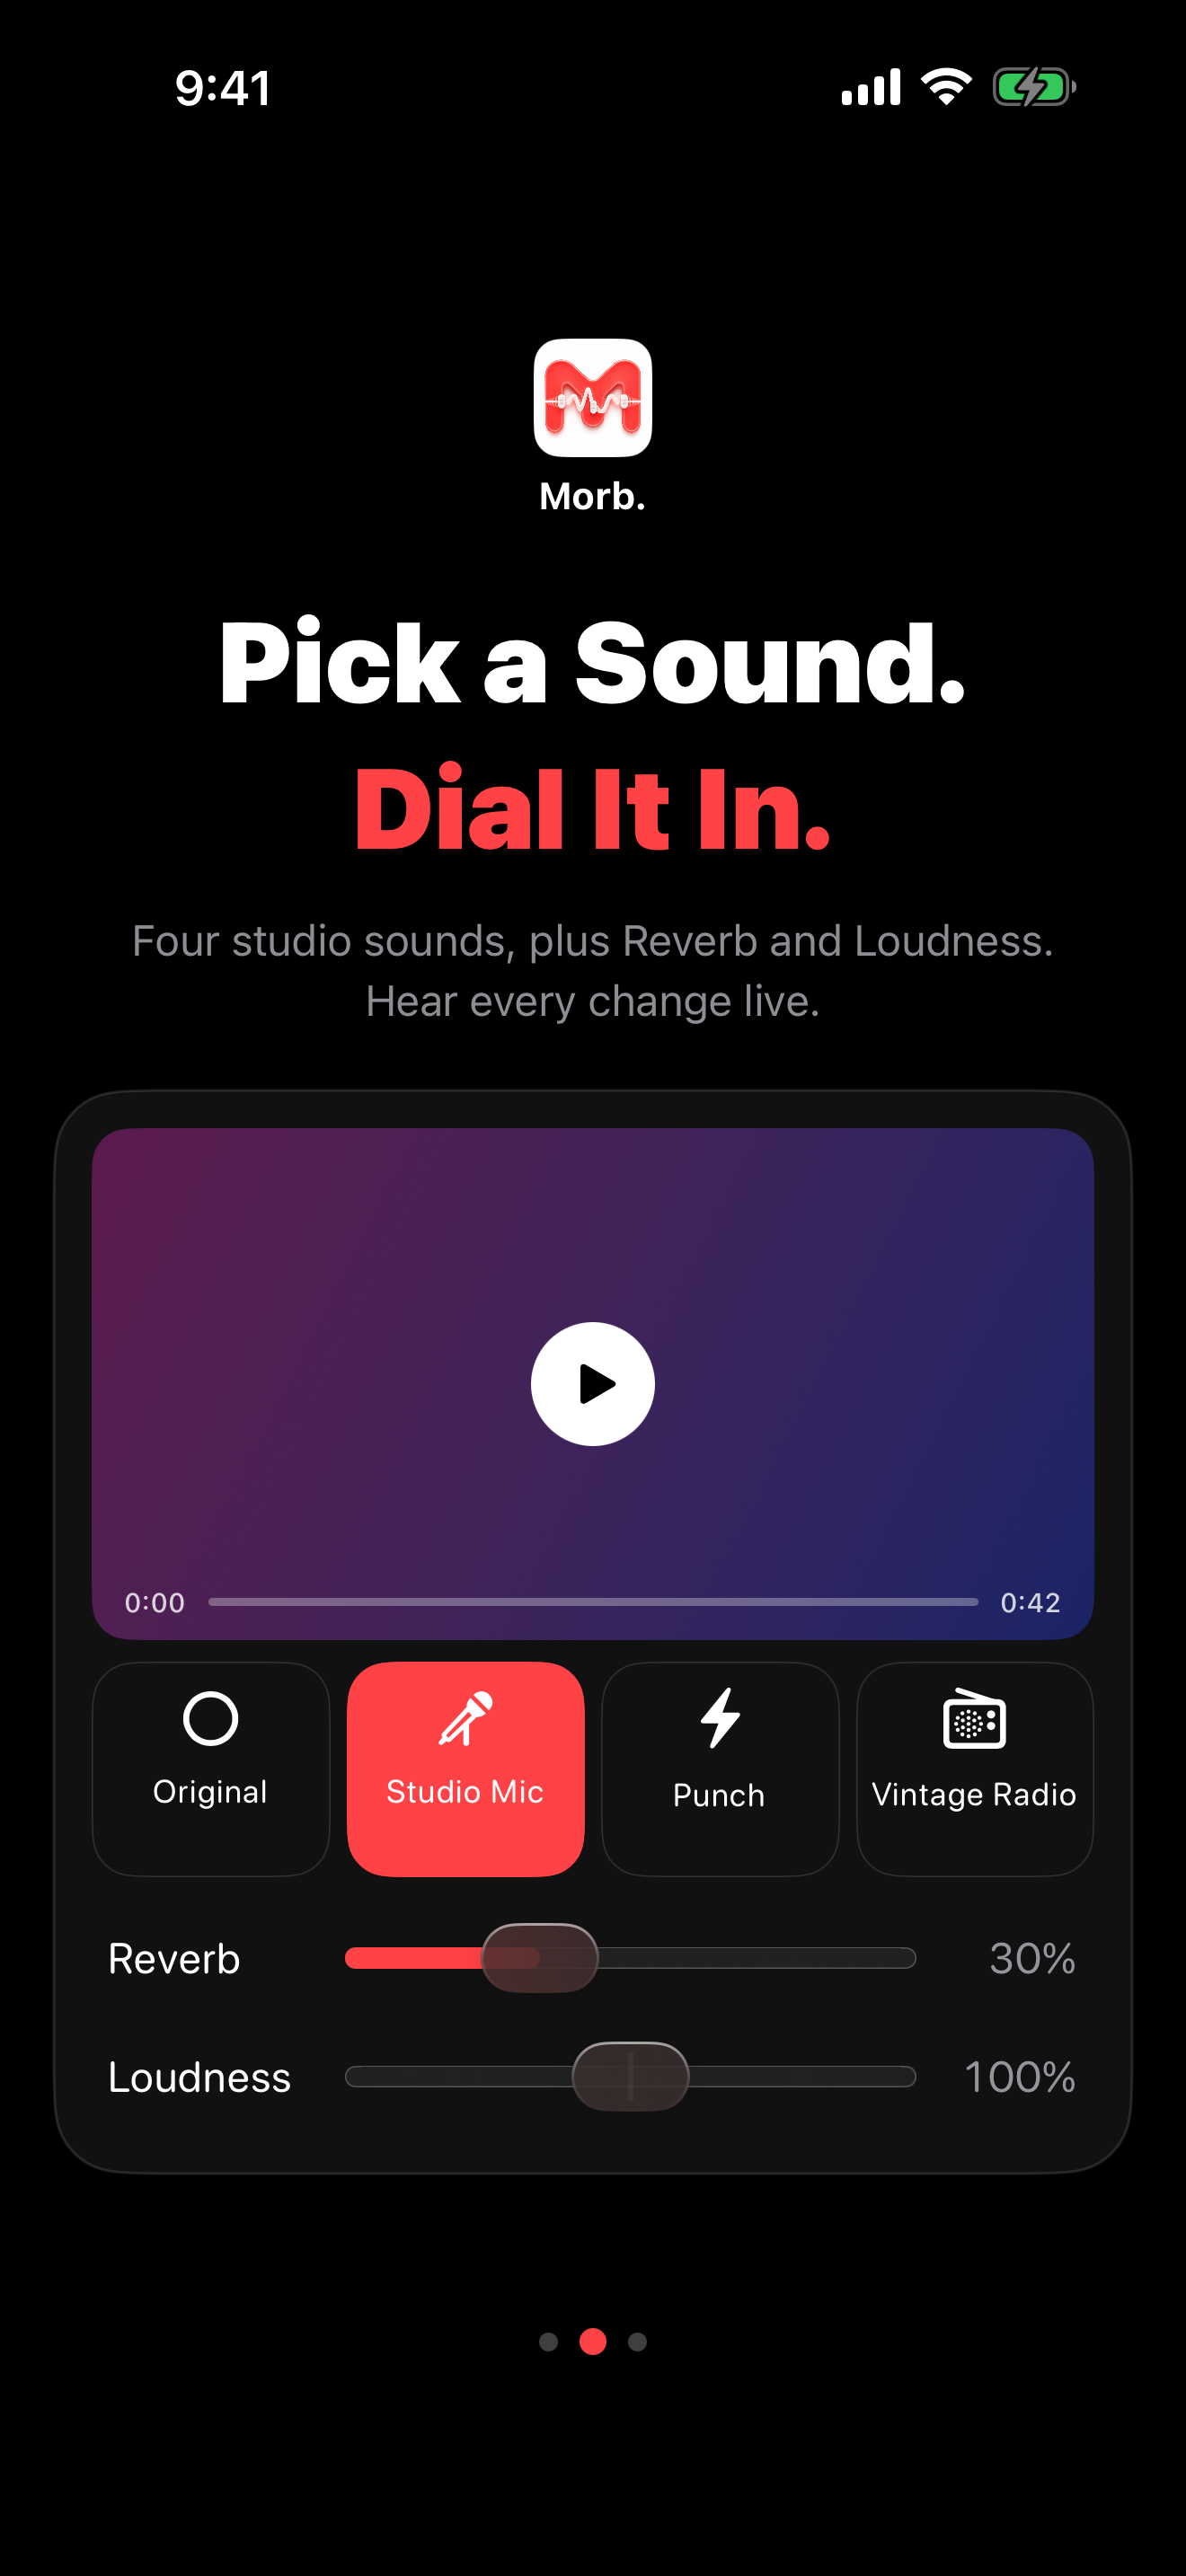 9:41
Morb.
Pick a Sound.
Dial It In.
Four studio sounds, plus Reverb and Loudness.
Hear every change live.
0:00 0:42
Original Studio Mic Punch Vintage Radio
Reverb 30%
Loudness 100%